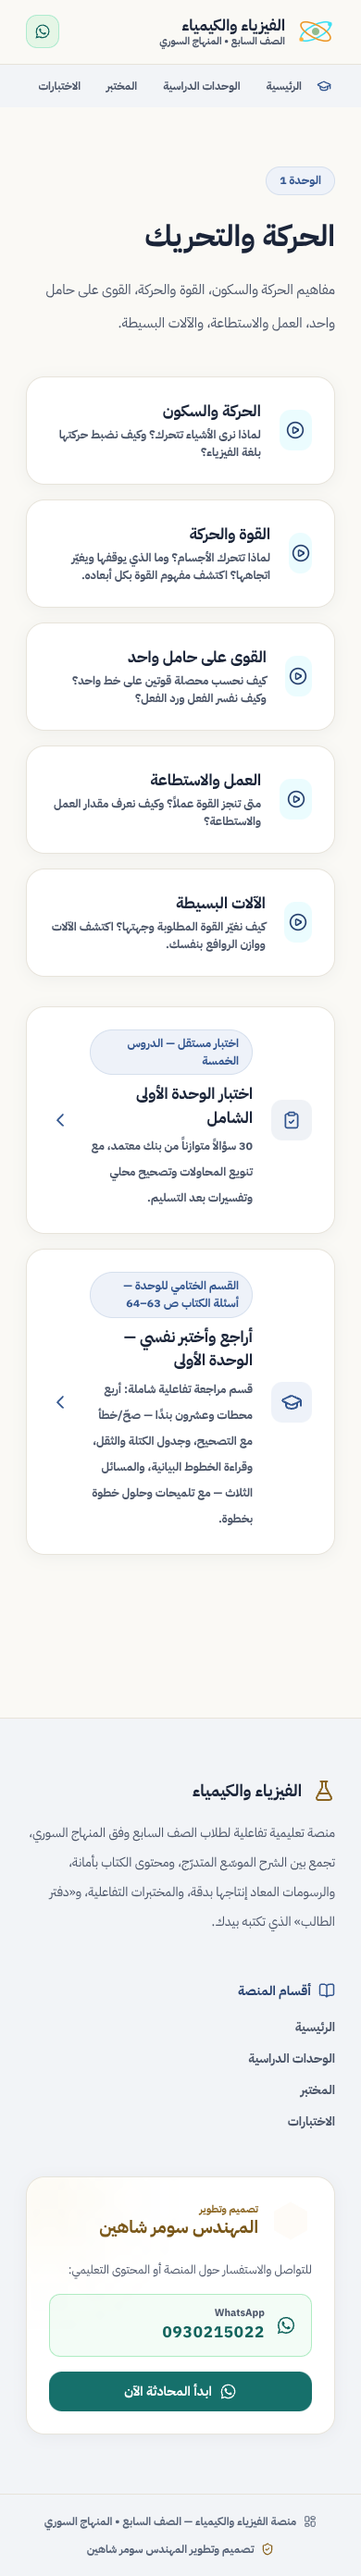 الفيزياء والكيمياء
الصف السابع • المنهاج السوري
الرئيسية
الوحدات الدراسية
المختبر
الاختبارات
الوحدة 1
الحركة والتحريك
مفاهيم الحركة والسكون، القوة والحركة، القوى على حامل
واحد، العمل والاستطاعة، والآلات البسيطة.
الحركة والسكون
لماذا نرى الأشياء تتحرك؟ وكيف نضبط حركتها
بلغة الفيزياء؟
القوة والحركة
لماذا تتحرك الأجسام؟ وما الذي يوقفها ويغيّر
اتجاهها؟ اكتشف مفهوم القوة بكل أبعاده.
القوى على حامل واحد
كيف نحسب محصلة قوتين على خط واحد؟
وكيف نفسر الفعل ورد الفعل؟
العمل والاستطاعة
متى تنجز القوة عملاً؟ وكيف نعرف مقدار العمل
والاستطاعة؟
الآلات البسيطة
كيف نغيّر القوة المطلوبة وجهتها؟ اكتشف الآلات
ووازن الروافع بنفسك.
اختبار مستقل — الدروس
الخمسة
اختبار الوحدة الأولى
الشامل
30 سؤالاً متوازناً من بنك معتمد، مع
تنويع المحاولات وتصحيح محلي
وتفسيرات بعد التسليم.
القسم الختامي للوحدة —
أسئلة الكتاب ص 63–64
أراجع وأختبر نفسي —
الوحدة الأولى
قسم مراجعة تفاعلية شاملة: أربع
محطات وعشرون بندًا — صحّ/خطأ
مع التصحيح، وجدول الكتلة والثقل،
وقراءة الخطوط البيانية، والمسائل
الثلاث — مع تلميحات وحلول خطوة
بخطوة.
الفيزياء والكيمياء
منصة تعليمية تفاعلية لطلاب الصف السابع وفق المنهاج السوري،
تجمع بين الشرح الموسّع المتدرّج، ومحتوى الكتاب بأمانة،
والرسومات المعاد إنتاجها بدقة، والمختبرات التفاعلية، و«دفتر
الطالب» الذي تكتبه بيدك.
أقسام المنصة
الرئيسية
الوحدات الدراسية
المختبر
الاختبارات
تصميم وتطوير
المهندس سومر شاهين
للتواصل والاستفسار حول المنصة أو المحتوى التعليمي:
WhatsApp
0930215022
ابدأ المحادثة الآن
منصة الفيزياء والكيمياء — الصف السابع • المنهاج السوري
تصميم وتطوير المهندس سومر شاهين